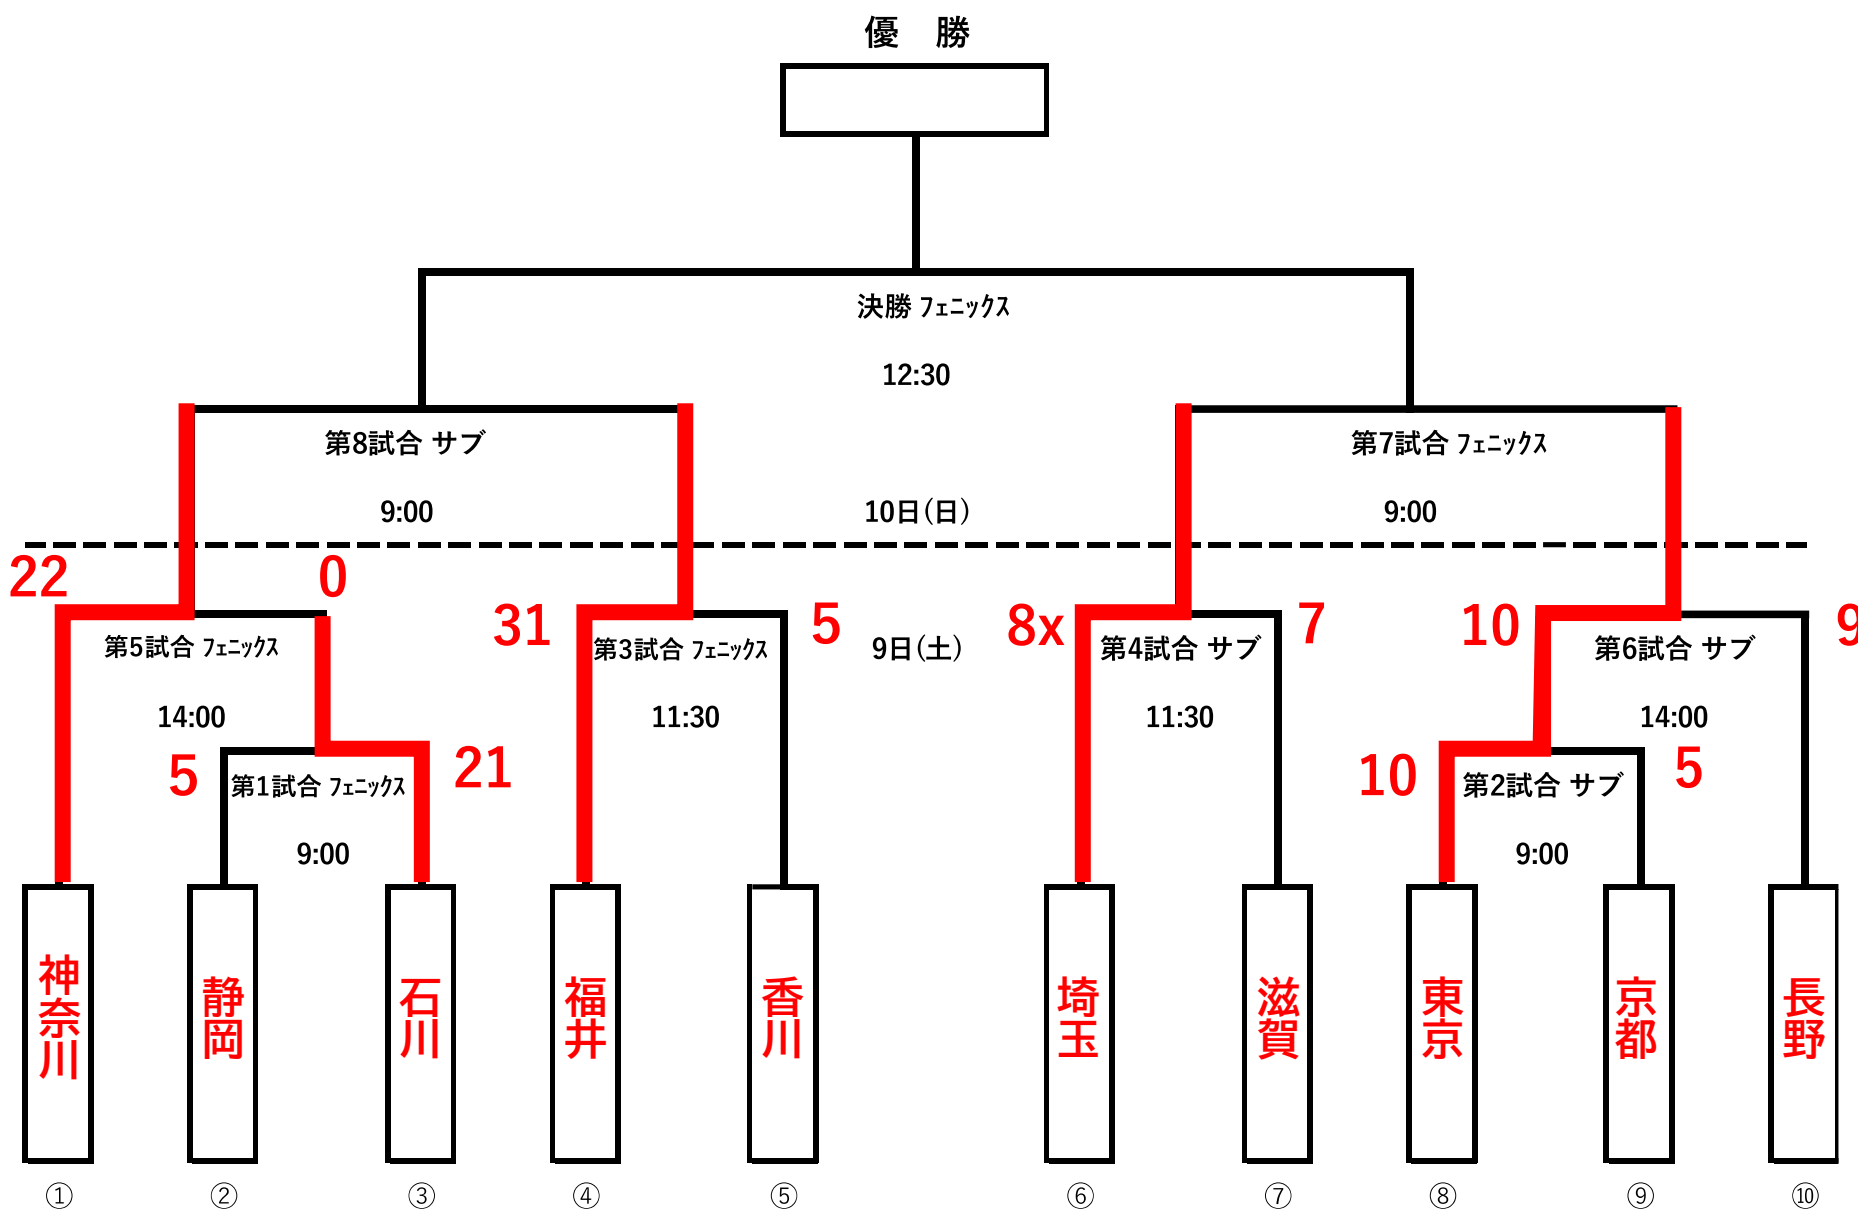 優 勝
決勝 ﾌｪﾆｯｸｽ
12:30
第8試合 サブ
第7試合 ﾌｪﾆｯｸｽ
9:00
10日(日)
9:00
22
0
31
5
9日(土)
8x
7
10
9
第5試合 ﾌｪﾆｯｸｽ
第3試合 ﾌｪﾆｯｸｽ
第4試合 サブ
第6試合 サブ
14:00
11:30
11:30
14:00
5
21
10
5
第1試合 ﾌｪﾆｯｸｽ
第2試合 サブ
9:00
9:00
神奈川
静岡
石川
福井
香川
埼玉
滋賀
東京
京都
長野
① ② ③ ④ ⑤ ⑥ ⑦ ⑧ ⑨ ⑩